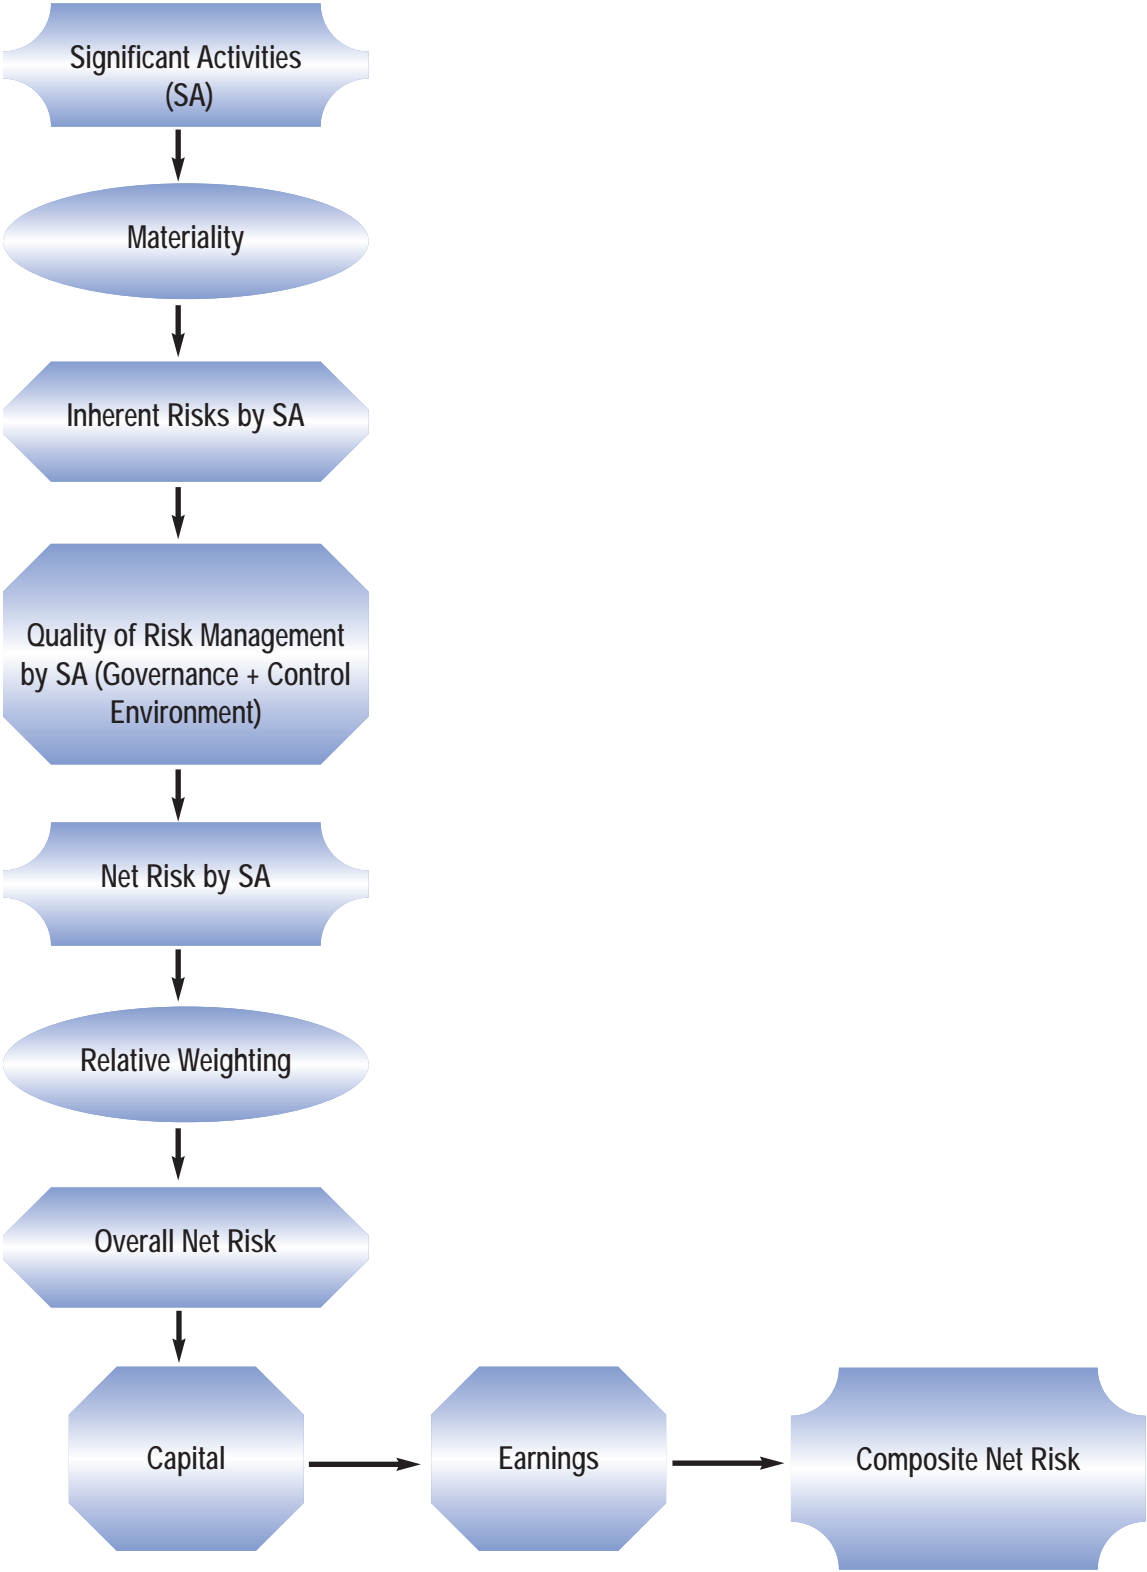 Significant Activities
(SA)
Materiality
Inherent Risks by SA
Quality of Risk Management
by SA (Governance + Control
Environment)
Net Risk by SA
Relative Weighting
Overall Net Risk
Capital
Earnings
Composite Net Risk